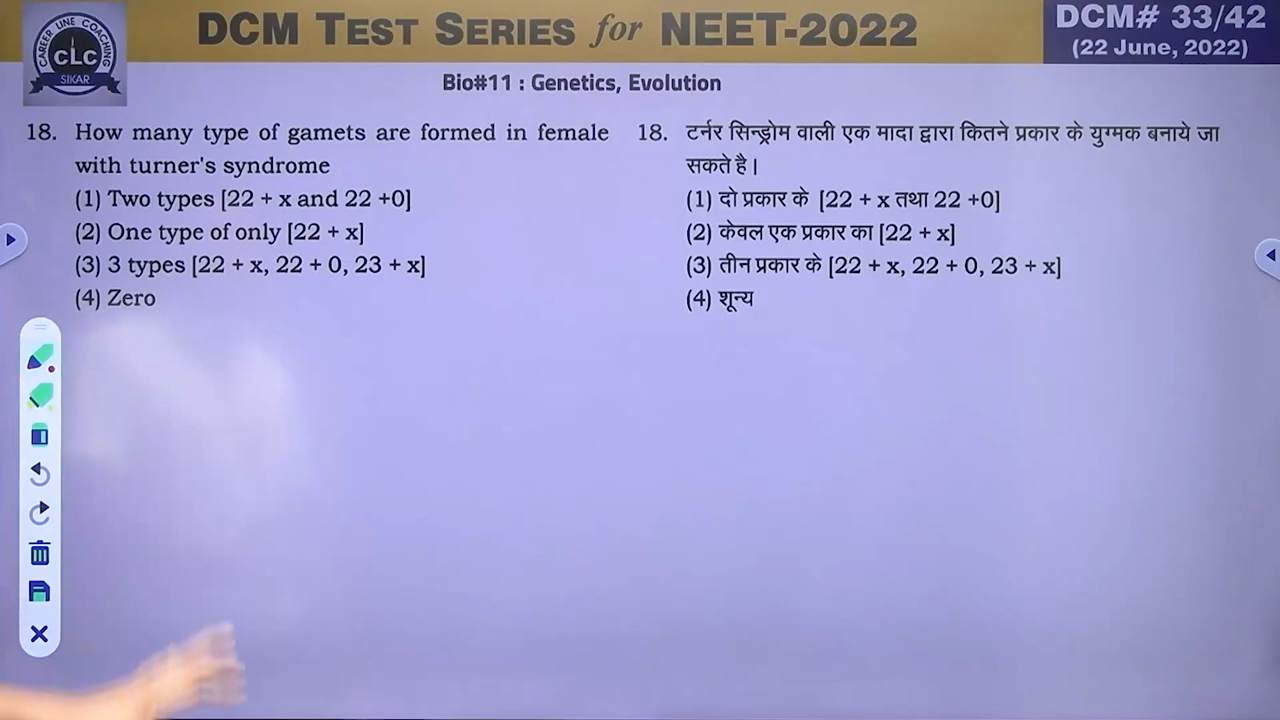 CAREER LINE COACHING
CLC
SIKAR
DCM TEST SERIES for NEET-2022
DCM# 33/42
(22 June, 2022)
Bio#11 : Genetics, Evolution
18. How many type of gamets are formed in female
with turner's syndrome
(1) Two types [22 + x and 22 +0]
(2) One type of only [22 + x]
(3) 3 types [22 + x, 22 + 0, 23 + x]
(4) Zero
18. टर्नर सिन्ड्रोम वाली एक मादा द्वारा कितने प्रकार के युग्मक बनाये जा
सकते है।
(1) दो प्रकार के [22 + x तथा 22 +0]
(2) केवल एक प्रकार का [22 + x]
(3) तीन प्रकार के [22 + x, 22 + 0, 23 + x]
(4) शून्य